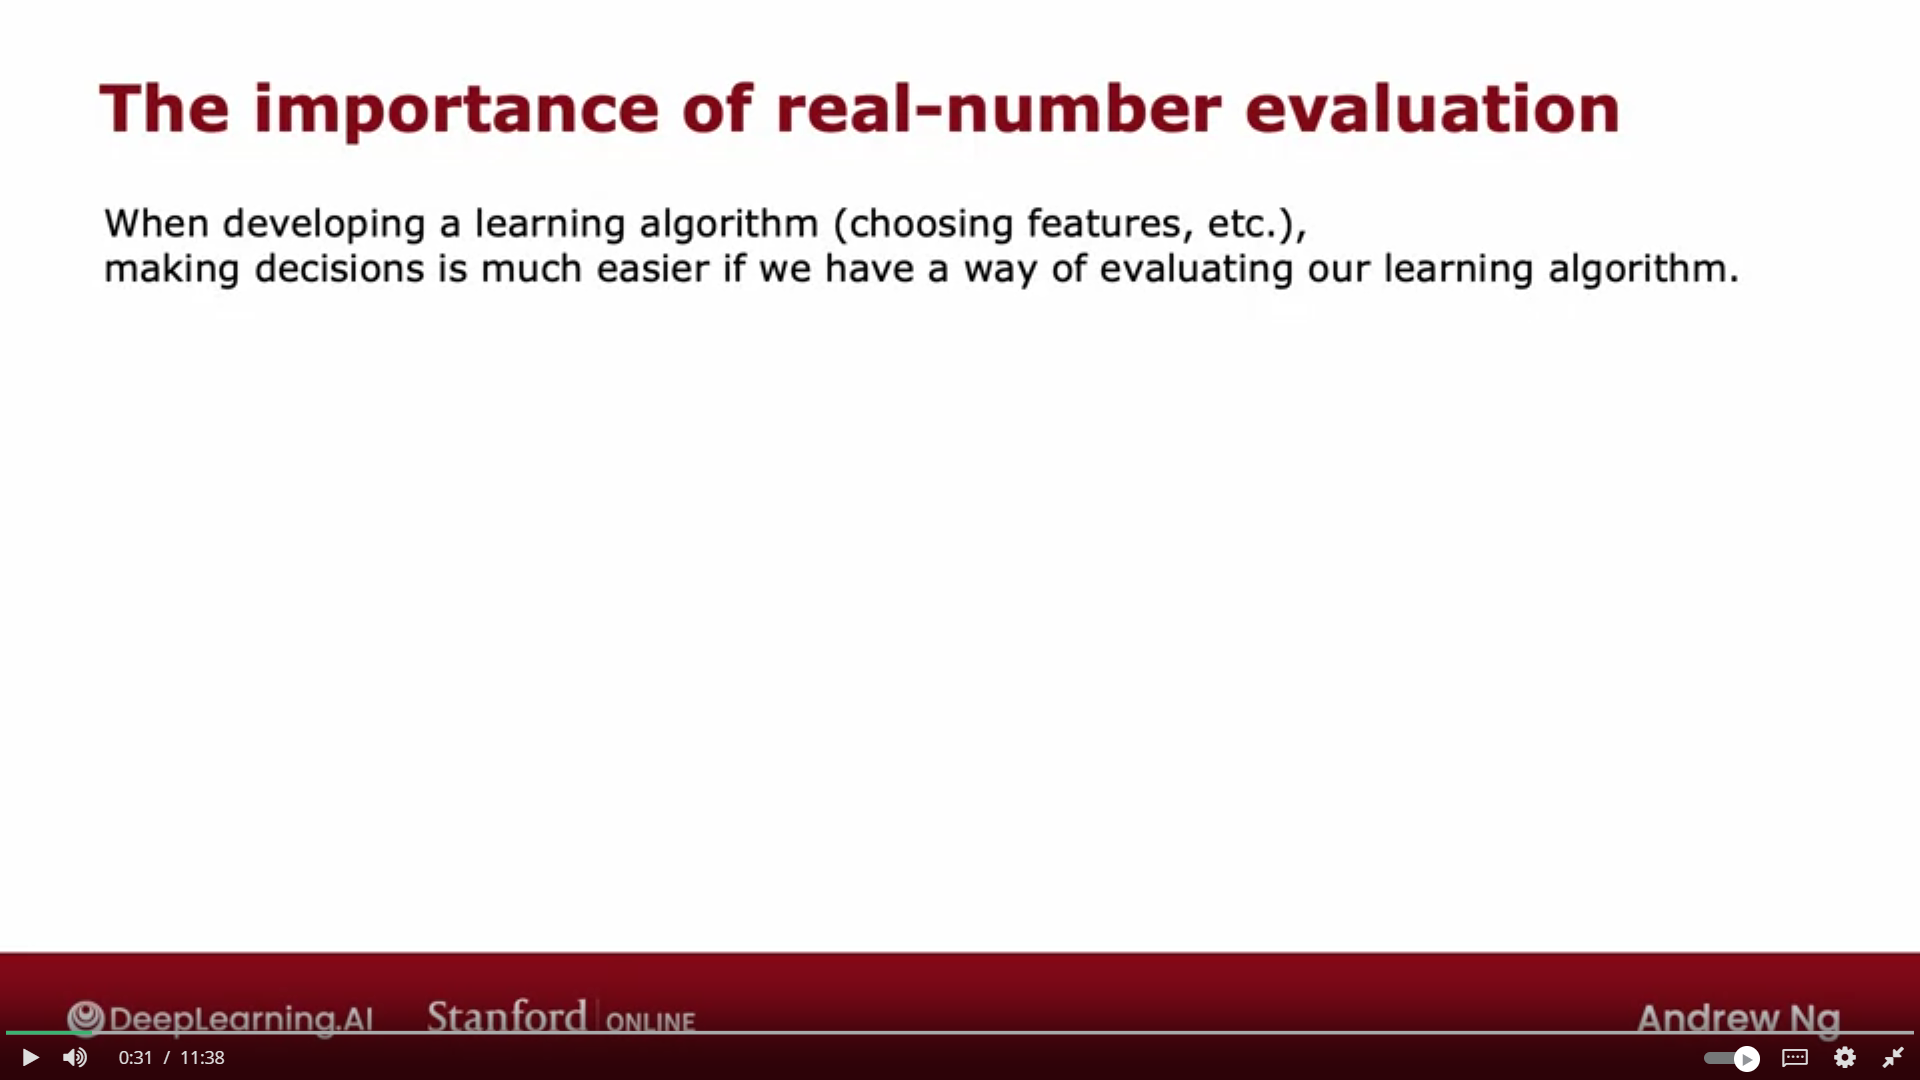 The importance of real-number evaluation
When developing a learning algorithm (choosing features, etc.),
making decisions is much easier if we have a way of evaluating our learning algorithm.
DeepLearning.AI Stanford ONLINE Andrew Ng
0:31 / 11:38